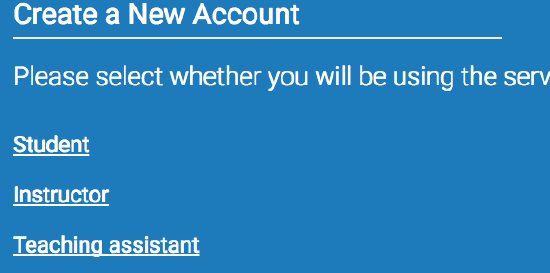 Create a New Account
Please select whether you will be using the serv
Student
Instructor
Teaching assistant